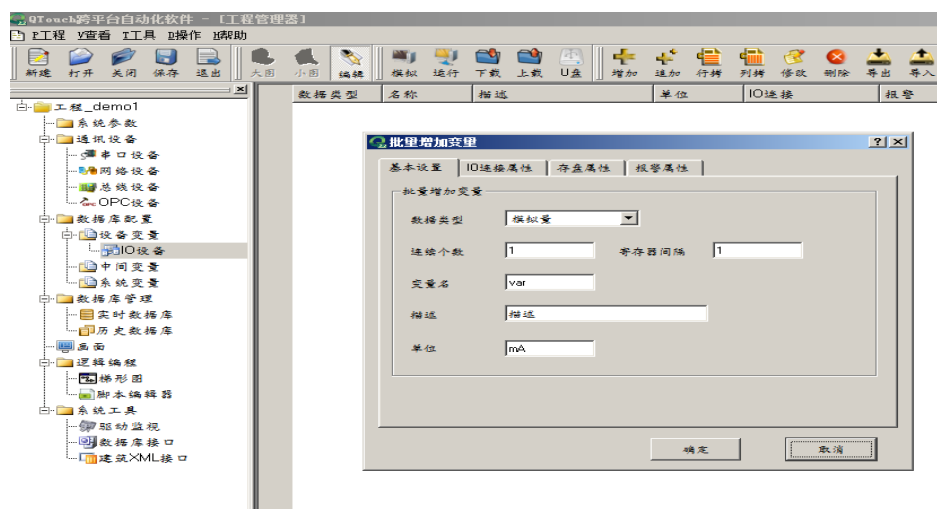 QTouch跨平台自动化软件 - [工程管理器]
P工程 V查看 T工具 D操作 H帮助
新建 打开 关闭 保存 退出 大图 小图 编辑 模拟 运行 下载 上载 U盘 增加 追加 行拷 列拷 修改 删除 导出 导入
数据类型 名称 描述 单位 IO连接 报警
工程_demo1
系统参数
通讯设备
串口设备
网络设备
总线设备
OPC设备
数据库配置
设备变量
IO设备
中间变量
系统变量
数据库管理
实时数据库
历史数据库
画面
逻辑编程
梯形图
脚本编辑器
系统工具
驱动监视
数据库接口
建筑XML接口
批量增加变量
基本设置 IO连接属性 存盘属性 报警属性
批量增加变量
数据类型 模拟量
连续个数 1 寄存器间隔 1
变量名 var
描述 描述
单位 mA
确定 取消